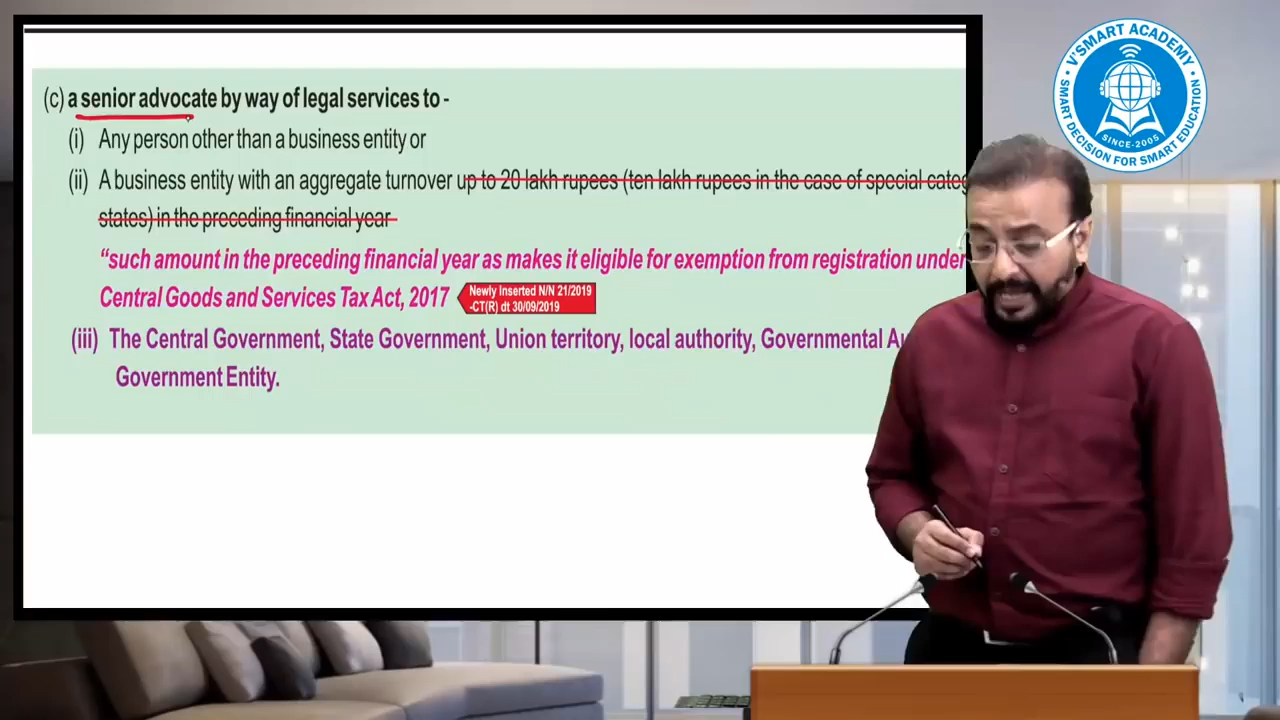 (c) a senior advocate by way of legal services to -
(i) Any person other than a business entity or
(ii) A business entity with an aggregate turnover up to 20 lakh rupees (ten lakh rupees in the case of special categ
states) in the preceding financial year
“such amount in the preceding financial year as makes it eligible for exemption from registration under
Central Goods and Services Tax Act, 2017
Newly Inserted N/N 21/2019
-CT(R) dt 30/09/2019
(iii) The Central Government, State Government, Union territory, local authority, Governmental Au
Government Entity.
V'SMART ACADEMY
SMART DECISION FOR SMART EDUCATION
SINCE-2005